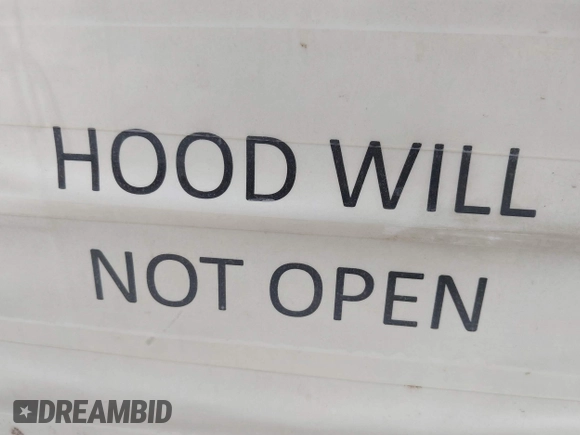 HOOD WILL
NOT OPEN
DREAMBID